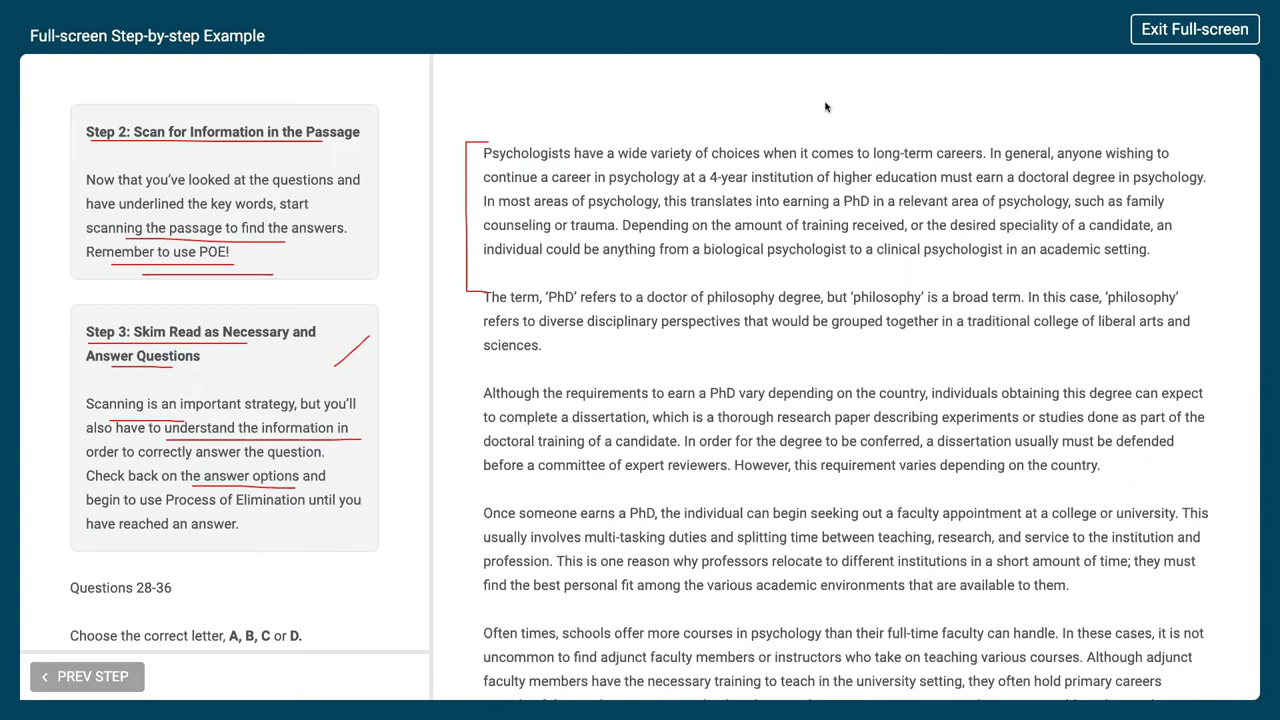 Full-screen Step-by-step Example
Exit Full-screen
Step 2: Scan for Information in the Passage
Now that you’ve looked at the questions and
have underlined the key words, start
scanning the passage to find the answers.
Remember to use POE!
Step 3: Skim Read as Necessary and
Answer Questions
Scanning is an important strategy, but you’ll
also have to understand the information in
order to correctly answer the question.
Check back on the answer options and
begin to use Process of Elimination until you
have reached an answer.
Questions 28-36
Choose the correct letter, A, B, C or D.
PREV STEP
Psychologists have a wide variety of choices when it comes to long-term careers. In general, anyone wishing to
continue a career in psychology at a 4-year institution of higher education must earn a doctoral degree in psychology.
In most areas of psychology, this translates into earning a PhD in a relevant area of psychology, such as family
counseling or trauma. Depending on the amount of training received, or the desired speciality of a candidate, an
individual could be anything from a biological psychologist to a clinical psychologist in an academic setting.
The term, ‘PhD’ refers to a doctor of philosophy degree, but ‘philosophy’ is a broad term. In this case, ‘philosophy’
refers to diverse disciplinary perspectives that would be grouped together in a traditional college of liberal arts and
sciences.
Although the requirements to earn a PhD vary depending on the country, individuals obtaining this degree can expect
to complete a dissertation, which is a thorough research paper describing experiments or studies done as part of the
doctoral training of a candidate. In order for the degree to be conferred, a dissertation usually must be defended
before a committee of expert reviewers. However, this requirement varies depending on the country.
Once someone earns a PhD, the individual can begin seeking out a faculty appointment at a college or university. This
usually involves multi-tasking duties and splitting time between teaching, research, and service to the institution and
profession. This is one reason why professors relocate to different institutions in a short amount of time; they must
find the best personal fit among the various academic environments that are available to them.
Often times, schools offer more courses in psychology than their full-time faculty can handle. In these cases, it is not
uncommon to find adjunct faculty members or instructors who take on teaching various courses. Although adjunct
faculty members have the necessary training to teach in the university setting, they often hold primary careers